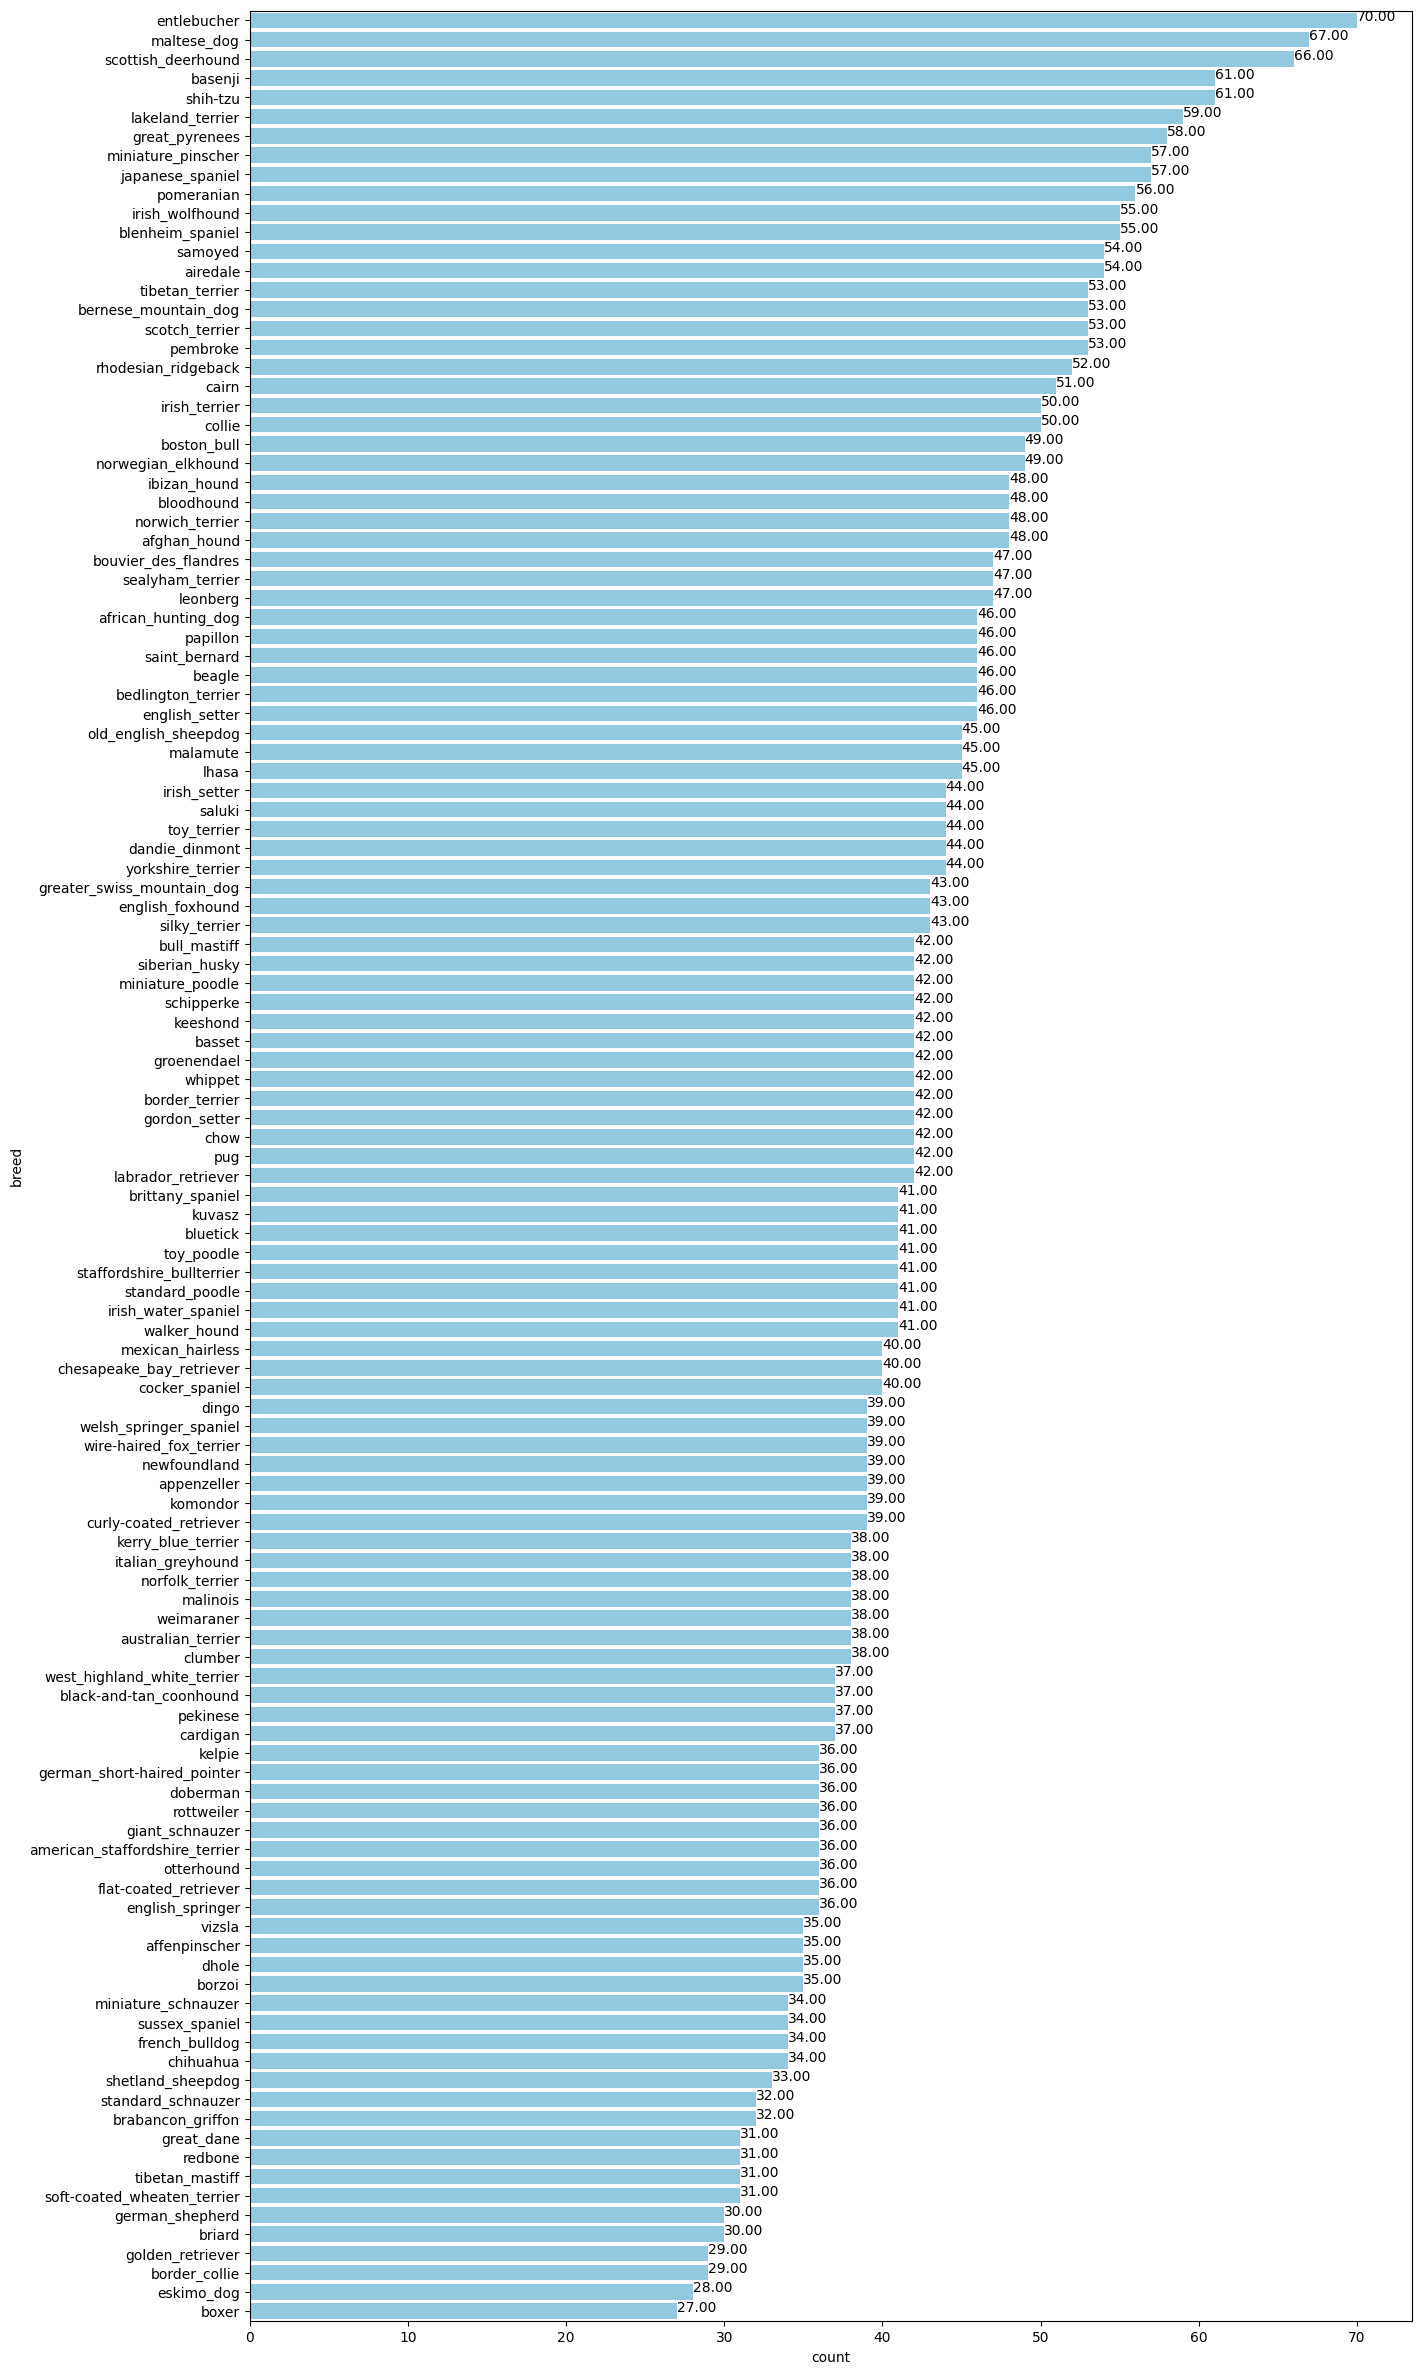 entlebucher 70.00
maltese_dog 67.00
scottish_deerhound 66.00
basenji 61.00
shih-tzu 61.00
lakeland_terrier 59.00
great_pyrenees 58.00
miniature_pinscher 57.00
japanese_spaniel 57.00
pomeranian 56.00
irish_wolfhound 55.00
blenheim_spaniel 55.00
samoyed 54.00
airedale 54.00
tibetan_terrier 53.00
bernese_mountain_dog 53.00
scotch_terrier 53.00
pembroke 53.00
rhodesian_ridgeback 52.00
cairn 51.00
irish_terrier 50.00
collie 50.00
boston_bull 49.00
norwegian_elkhound 49.00
ibizan_hound 48.00
bloodhound 48.00
norwich_terrier 48.00
afghan_hound 48.00
bouvier_des_flandres 47.00
sealyham_terrier 47.00
leonberg 47.00
african_hunting_dog 46.00
papillon 46.00
saint_bernard 46.00
beagle 46.00
bedlington_terrier 46.00
english_setter 46.00
old_english_sheepdog 45.00
malamute 45.00
lhasa 45.00
irish_setter 44.00
saluki 44.00
toy_terrier 44.00
dandie_dinmont 44.00
yorkshire_terrier 44.00
greater_swiss_mountain_dog 43.00
english_foxhound 43.00
silky_terrier 43.00
bull_mastiff 42.00
siberian_husky 42.00
miniature_poodle 42.00
schipperke 42.00
keeshond 42.00
basset 42.00
groenendael 42.00
whippet 42.00
border_terrier 42.00
gordon_setter 42.00
chow 42.00
pug 42.00
labrador_retriever 42.00
brittany_spaniel 41.00
kuvasz 41.00
bluetick 41.00
toy_poodle 41.00
staffordshire_bullterrier 41.00
standard_poodle 41.00
irish_water_spaniel 41.00
walker_hound 41.00
mexican_hairless 40.00
chesapeake_bay_retriever 40.00
cocker_spaniel 40.00
dingo 39.00
welsh_springer_spaniel 39.00
wire-haired_fox_terrier 39.00
newfoundland 39.00
appenzeller 39.00
komondor 39.00
curly-coated_retriever 39.00
kerry_blue_terrier 38.00
italian_greyhound 38.00
norfolk_terrier 38.00
malinois 38.00
weimaraner 38.00
australian_terrier 38.00
clumber 38.00
west_highland_white_terrier 37.00
black-and-tan_coonhound 37.00
pekinese 37.00
cardigan 37.00
kelpie 36.00
german_short-haired_pointer 36.00
doberman 36.00
rottweiler 36.00
giant_schnauzer 36.00
american_staffordshire_terrier 36.00
otterhound 36.00
flat-coated_retriever 36.00
english_springer 36.00
vizsla 35.00
affenpinscher 35.00
dhole 35.00
borzoi 35.00
miniature_schnauzer 34.00
sussex_spaniel 34.00
french_bulldog 34.00
chihuahua 34.00
shetland_sheepdog 33.00
standard_schnauzer 32.00
brabancon_griffon 32.00
great_dane 31.00
redbone 31.00
tibetan_mastiff 31.00
soft-coated_wheaten_terrier 31.00
german_shepherd 30.00
briard 30.00
golden_retriever 29.00
border_collie 29.00
eskimo_dog 28.00
boxer 27.00
breed
0 10 20 30 40 50 60 70
count